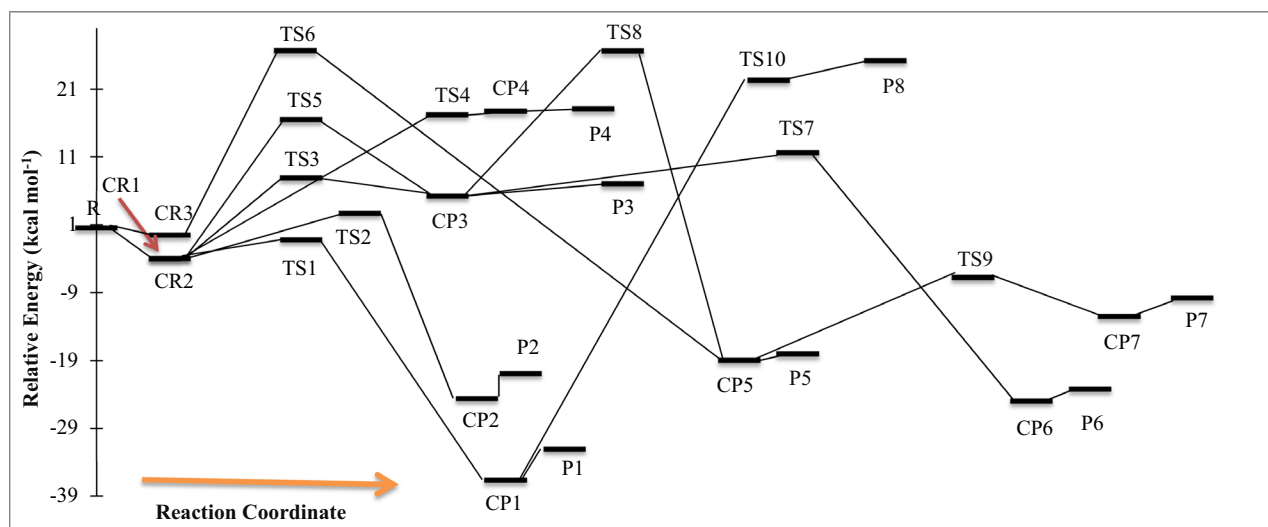 TS6
TS8
TS10
P8
21
TS5
TS4
CP4
P4
11
TS3
TS7
CR1
R
CR3
CP3
P3
1
CR2
TS1
TS2
-9
TS9
P7
CP7
-19
P2
CP5
P5
CP2
-29
P1
CP6
P6
CP1
-39
Relative Energy (kcal mol-1)
Reaction Coordinate